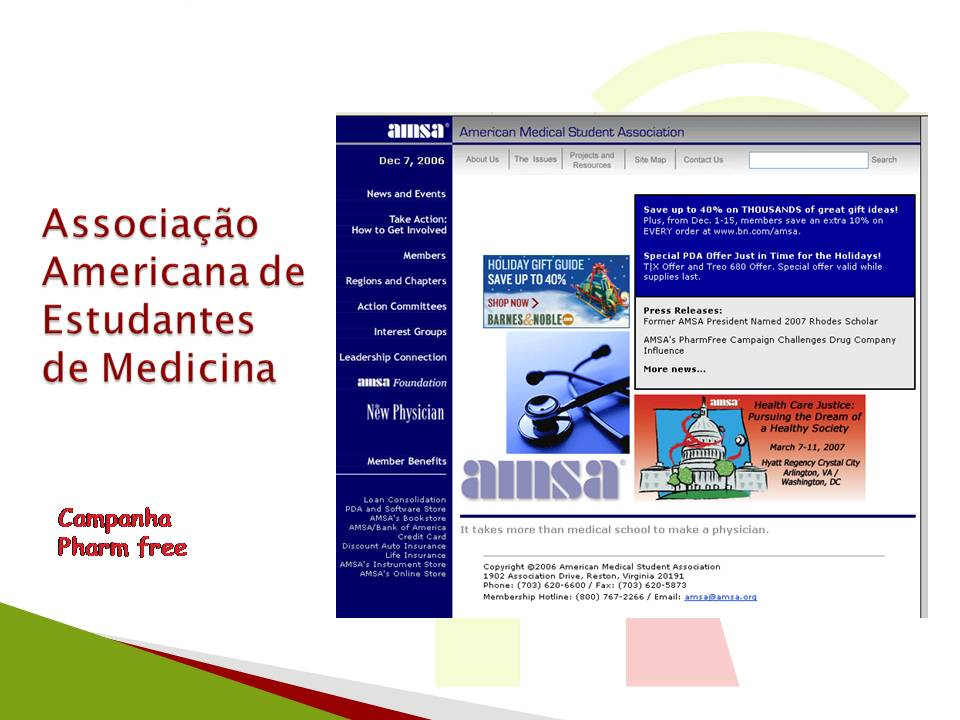 Associação
Americana de
Estudantes
de Medicina
Campanha
Pharm free
amsa®
American Medical Student Association
Dec 7, 2006
About Us
The Issues
Projects and
Resources
Site Map
Contact Us
Search
News and Events
Take Action:
How to Get Involved
Members
Regions and Chapters
Action Committees
Interest Groups
Leadership Connection
amsa Foundation
The New Physician
Member Benefits
Loan Consolidation
PDA and Software Store
AMSA's Bookstore
AMSA/Bank of America
Credit Card
Discount Auto Insurance
Life Insurance
AMSA's Instrument Store
AMSA's Online Store
HOLIDAY GIFT GUIDE
SAVE UP TO 40%
SHOP NOW >
BARNES&NOBLE
Save up to 40% on THOUSANDS of great gift ideas!
Plus, from Dec. 1-15, members save an extra 10% on
EVERY order at www.bn.com/amsa.
Special PDA Offer Just in Time for the Holidays!
T|X Offer and Treo 680 Offer. Special offer valid while
supplies last.
Press Releases:
Former AMSA President Named 2007 Rhodes Scholar
AMSA's PharmFree Campaign Challenges Drug Company
Influence
More news...
amsa®
amsa
Health Care Justice:
Pursuing the Dream of
a Healthy Society
March 7-11, 2007
Hyatt Regency Crystal City
Arlington, VA /
Washington, DC
It takes more than medical school to make a physician.
Copyright ©2006 American Medical Student Association
1902 Association Drive, Reston, Virginia 20191
Phone: (703) 620-6600 / Fax: (703) 620-5873
Membership Hotline: (800) 767-2266 / Email: amsa@amsa.org